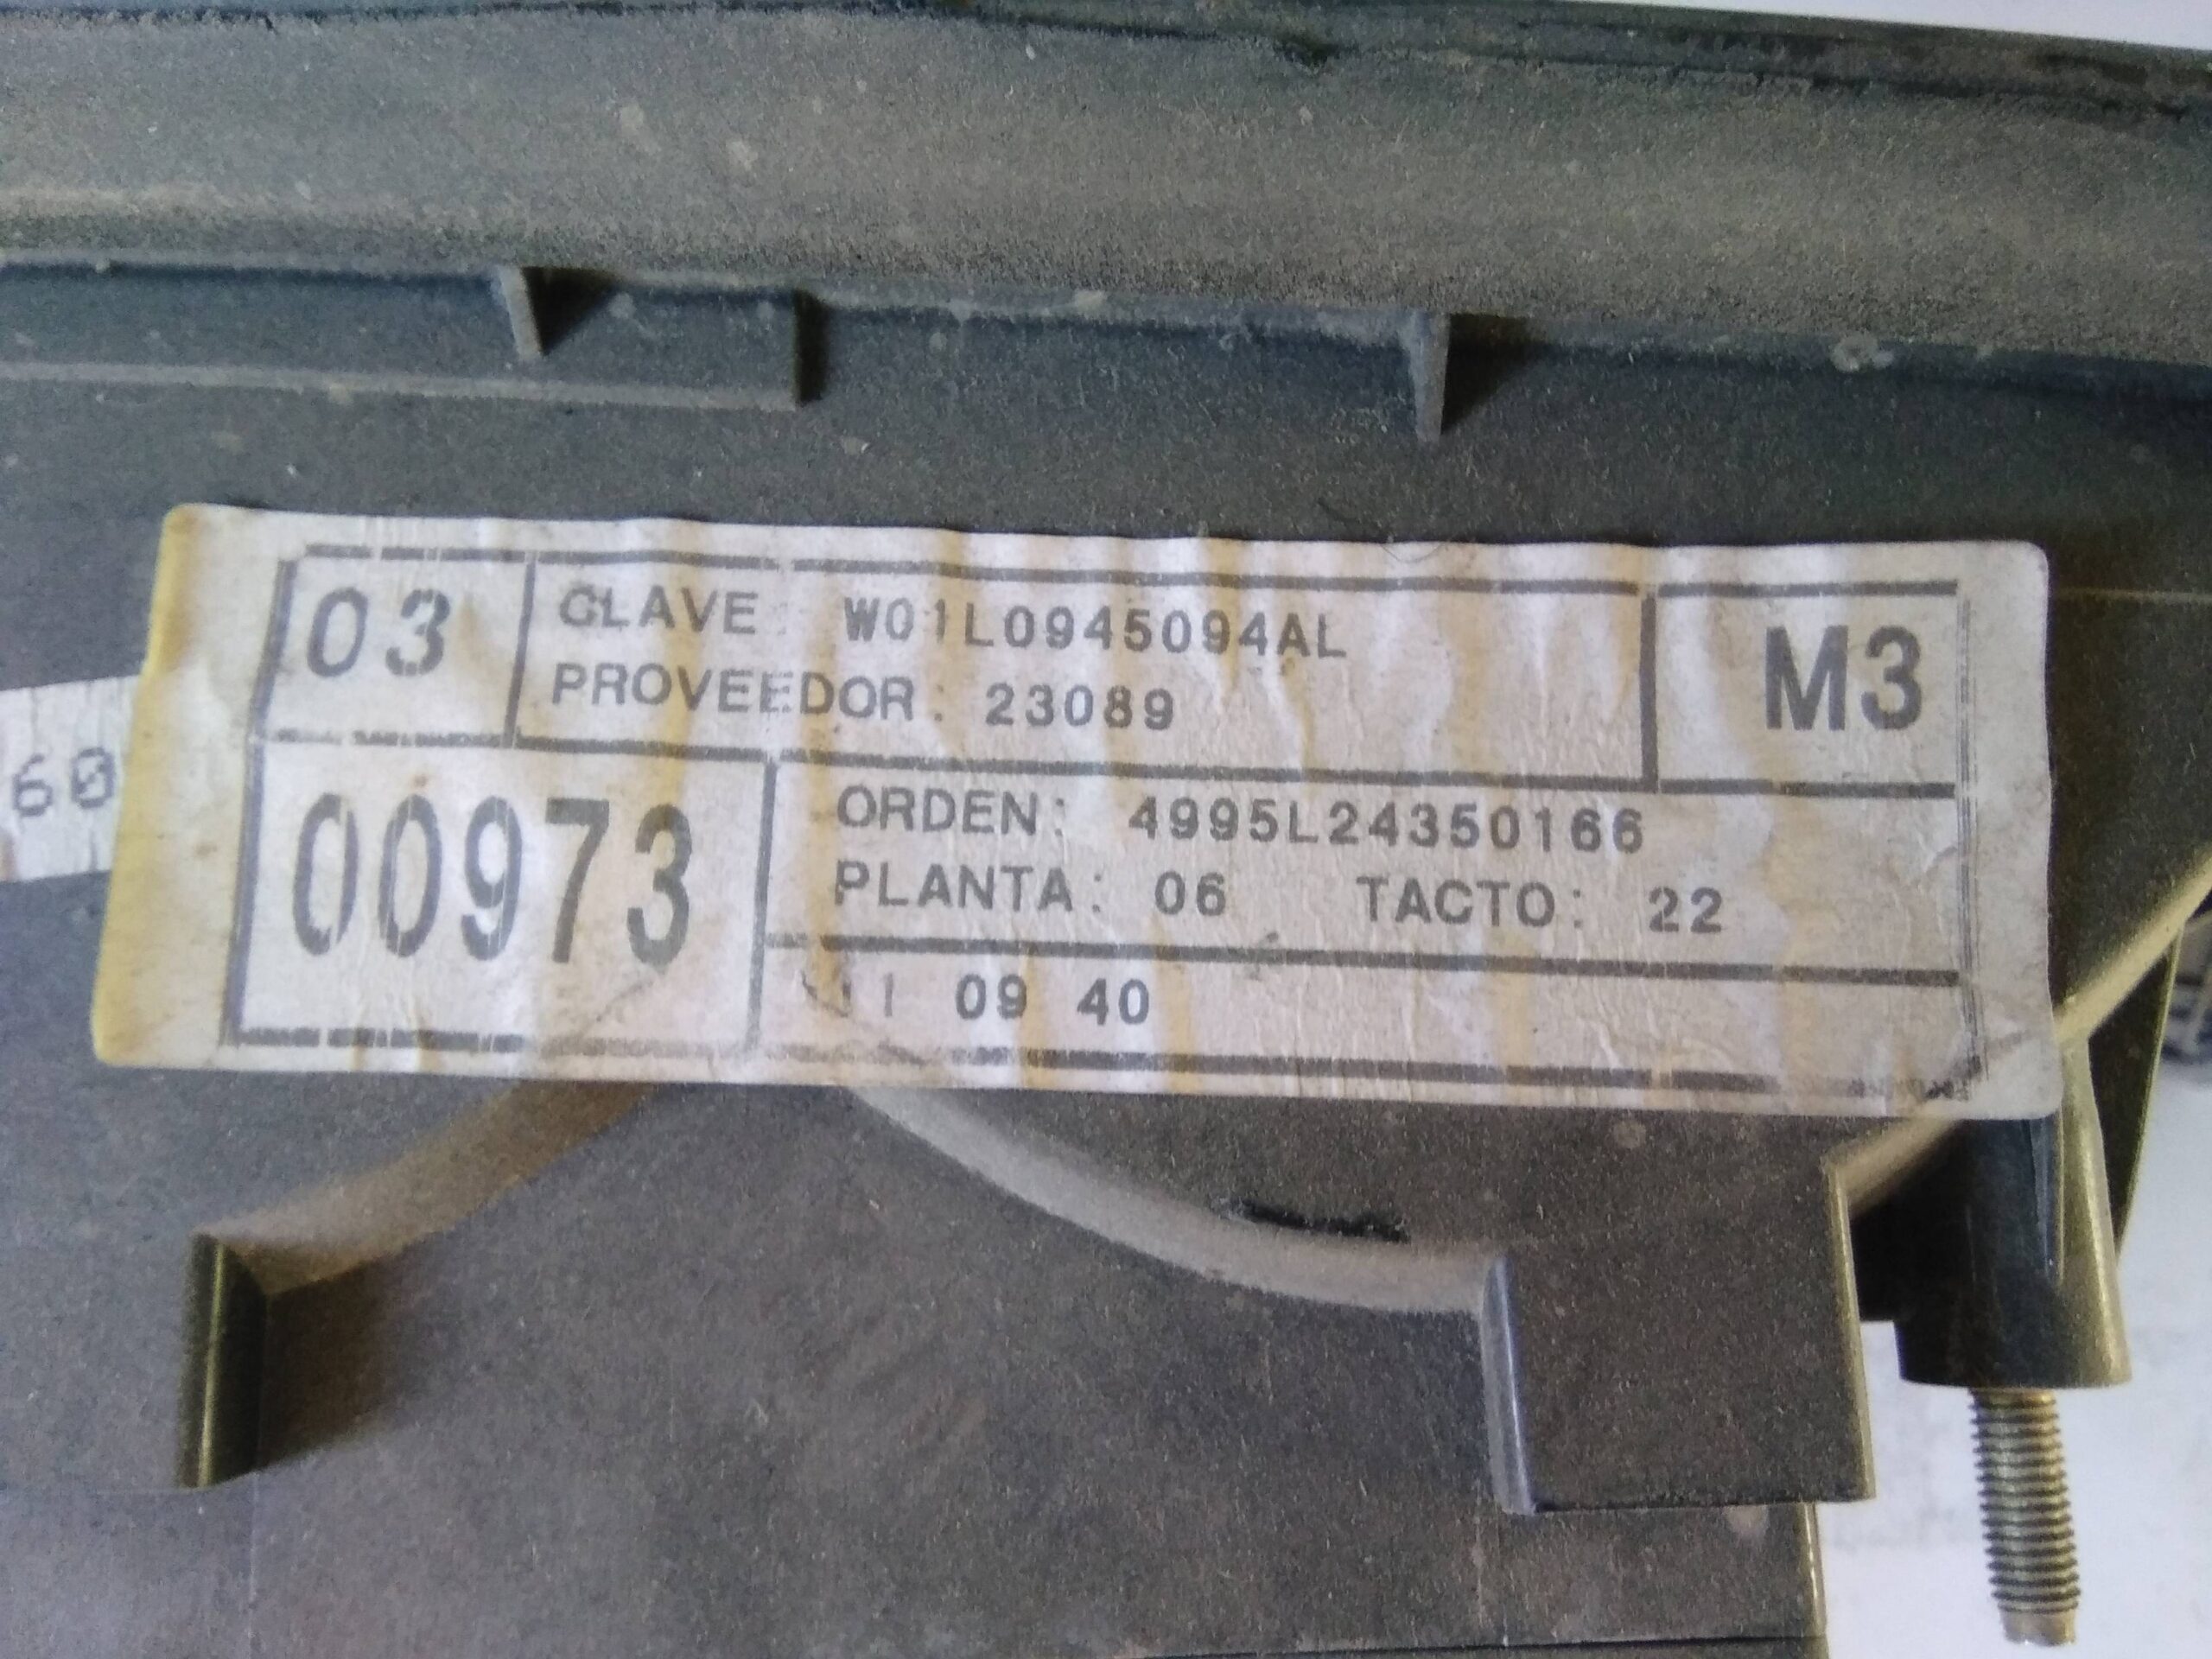 03
CLAVE: W01L0945094AL
PROVEEDOR: 23089
M3
60
00973
ORDEN: 4995L24350166
PLANTA: 06 TACTO: 22
09 40